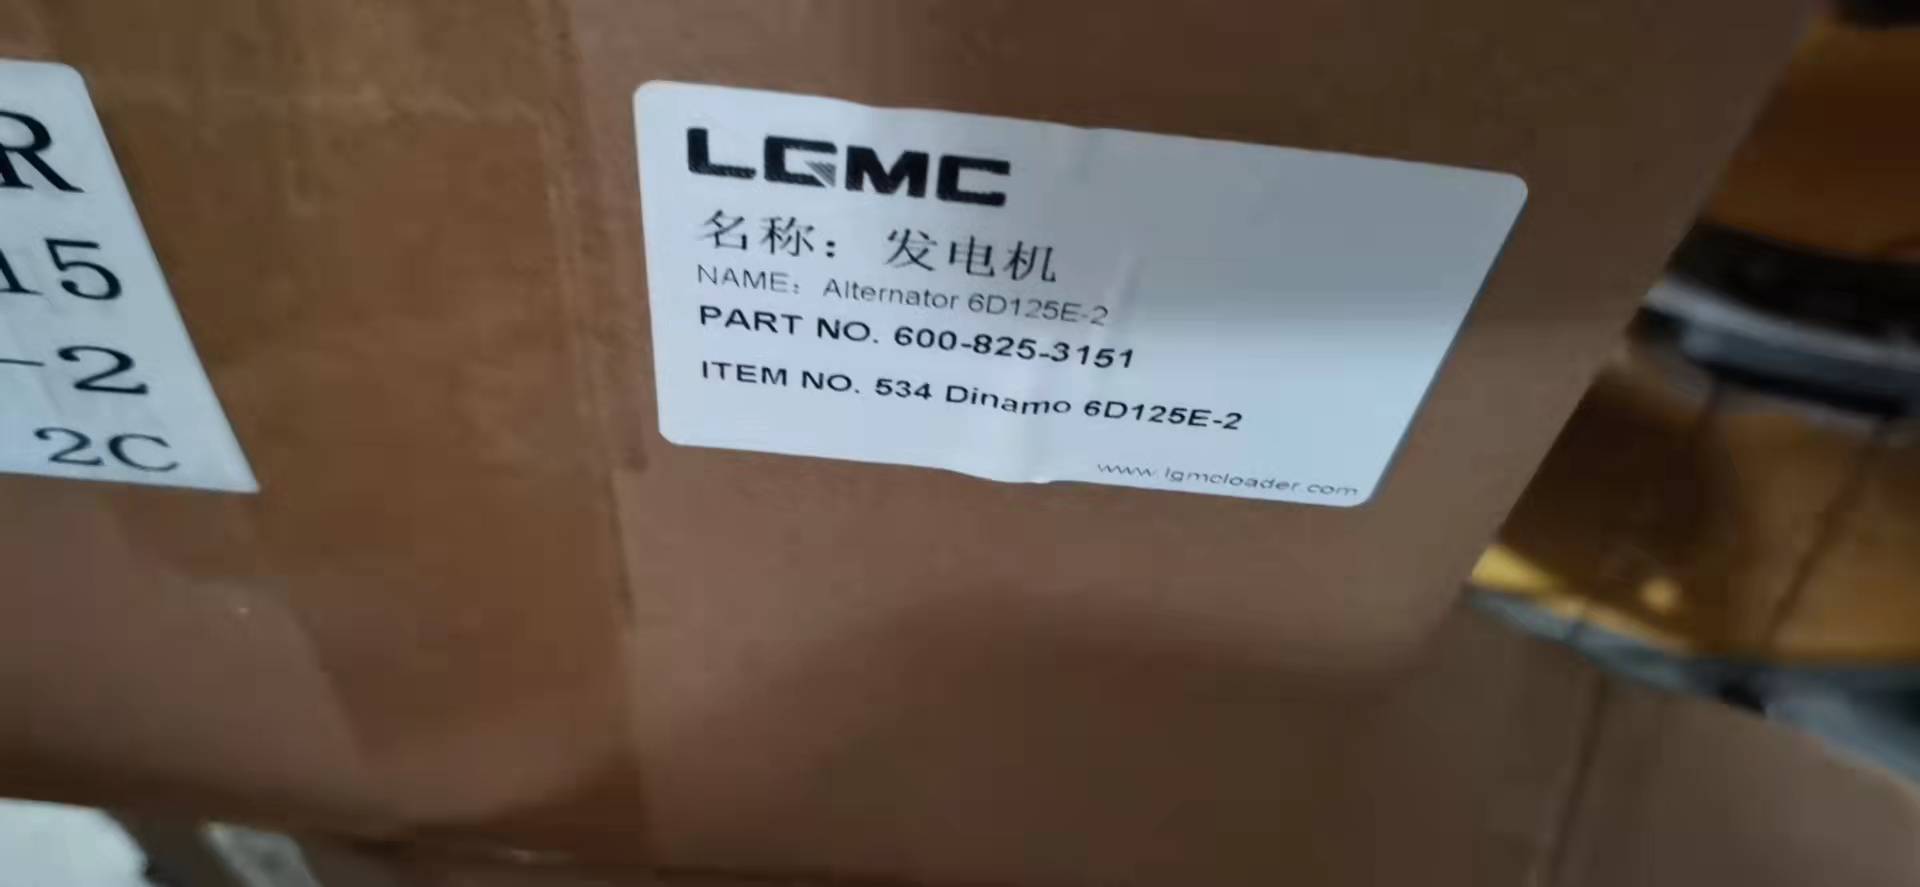 R
15
-2
2C
LGMC
名称: 发电机
NAME: Alternator 6D125E-2
PART NO. 600-825-3151
ITEM NO. 534 Dinamo 6D125E-2
www.lgmcloader.com